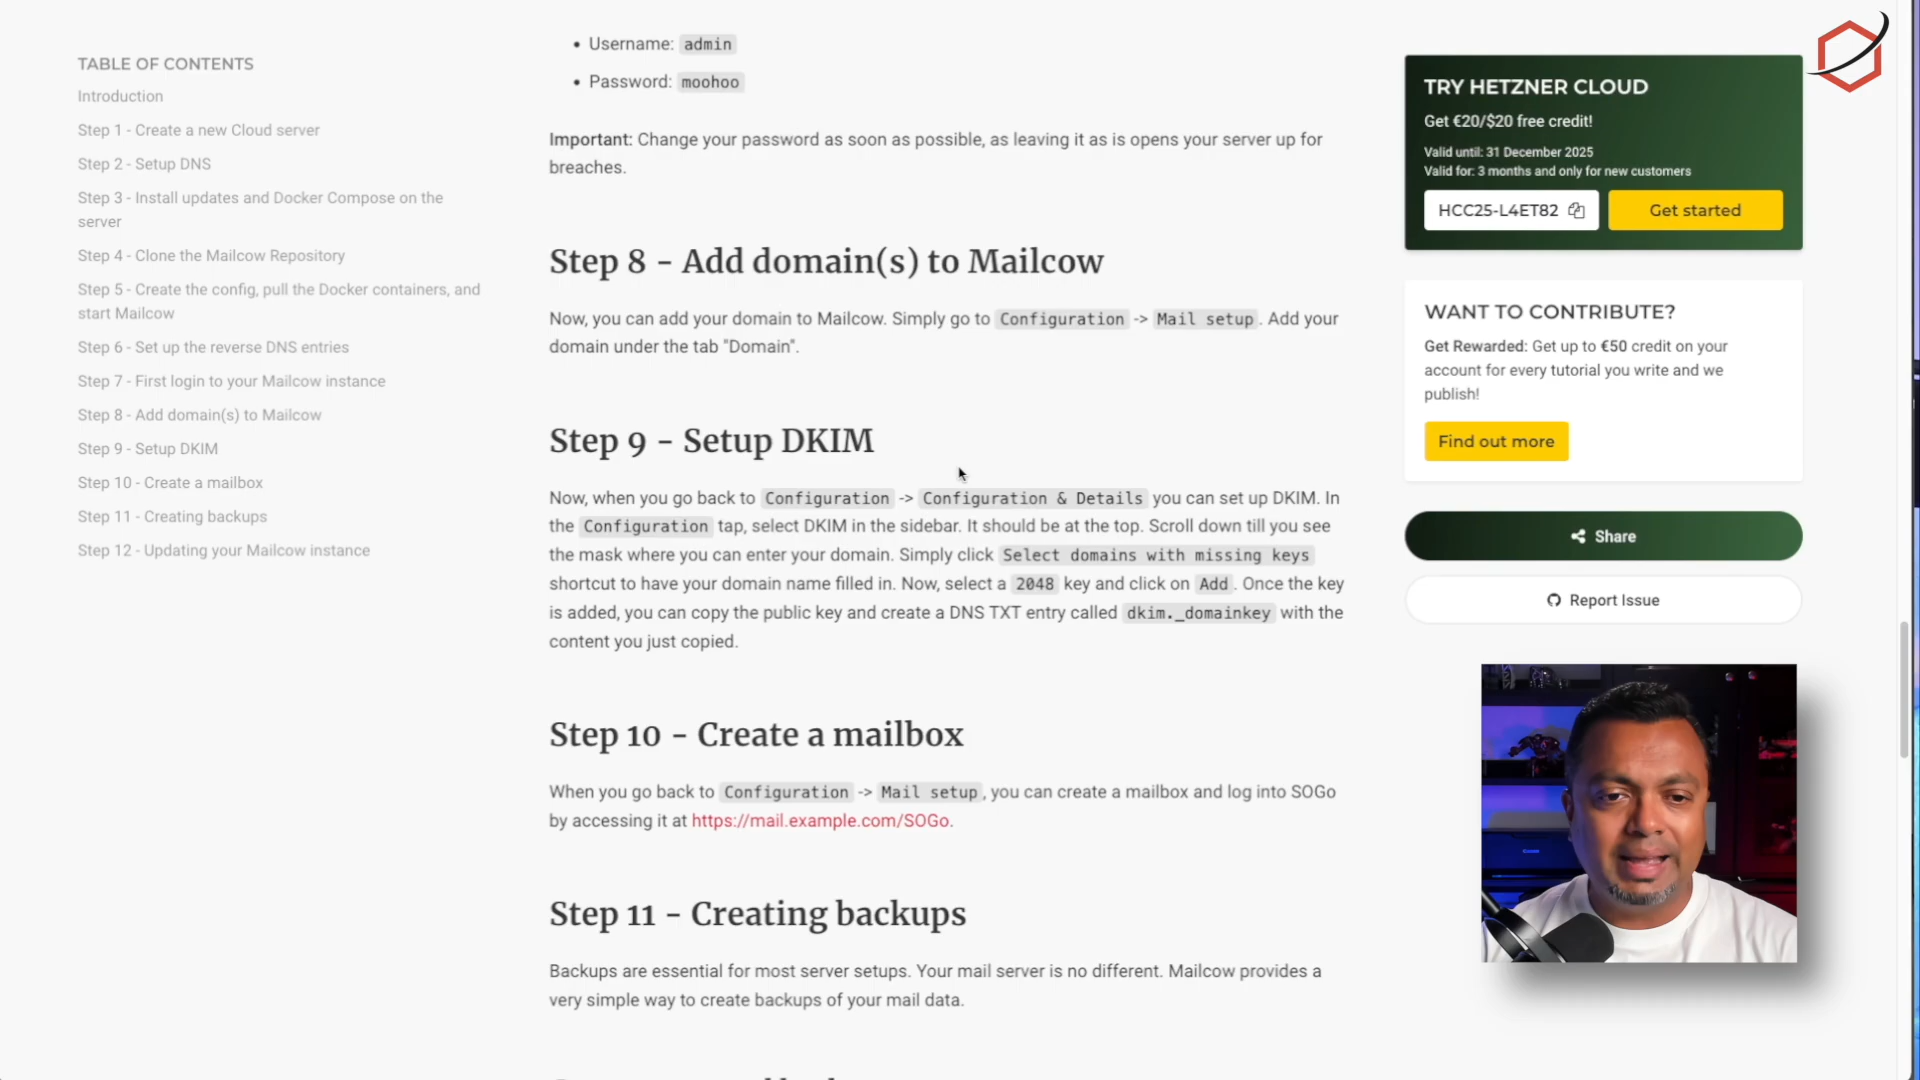 TABLE OF CONTENTS
Introduction
Step 1 - Create a new Cloud server
Step 2 - Setup DNS
Step 3 - Install updates and Docker Compose on the
server
Step 4 - Clone the Mailcow Repository
Step 5 - Create the config, pull the Docker containers, and
start Mailcow
Step 6 - Set up the reverse DNS entries
Step 7 - First login to your Mailcow instance
Step 8 - Add domain(s) to Mailcow
Step 9 - Setup DKIM
Step 10 - Create a mailbox
Step 11 - Creating backups
Step 12 - Updating your Mailcow instance
• Username: admin
• Password: moohoo
Important: Change your password as soon as possible, as leaving it as is opens your server up for
breaches.
Step 8 - Add domain(s) to Mailcow
Now, you can add your domain to Mailcow. Simply go to Configuration -> Mail setup. Add your
domain under the tab "Domain".
Step 9 - Setup DKIM
Now, when you go back to Configuration -> Configuration & Details you can set up DKIM. In
the Configuration tap, select DKIM in the sidebar. It should be at the top. Scroll down till you see
the mask where you can enter your domain. Simply click Select domains with missing keys
shortcut to have your domain name filled in. Now, select a 2048 key and click on Add. Once the key
is added, you can copy the public key and create a DNS TXT entry called dkim._domainkey with the
content you just copied.
Step 10 - Create a mailbox
When you go back to Configuration -> Mail setup, you can create a mailbox and log into SOGo
by accessing it at https://mail.example.com/SOGo.
Step 11 - Creating backups
Backups are essential for most server setups. Your mail server is no different. Mailcow provides a
very simple way to create backups of your mail data.
TRY HETZNER CLOUD
Get €20/$20 free credit!
Valid until: 31 December 2025
Valid for: 3 months and only for new customers
HCC25-L4ET82
Get started
WANT TO CONTRIBUTE?
Get Rewarded: Get up to €50 credit on your
account for every tutorial you write and we
publish!
Find out more
Share
Report Issue